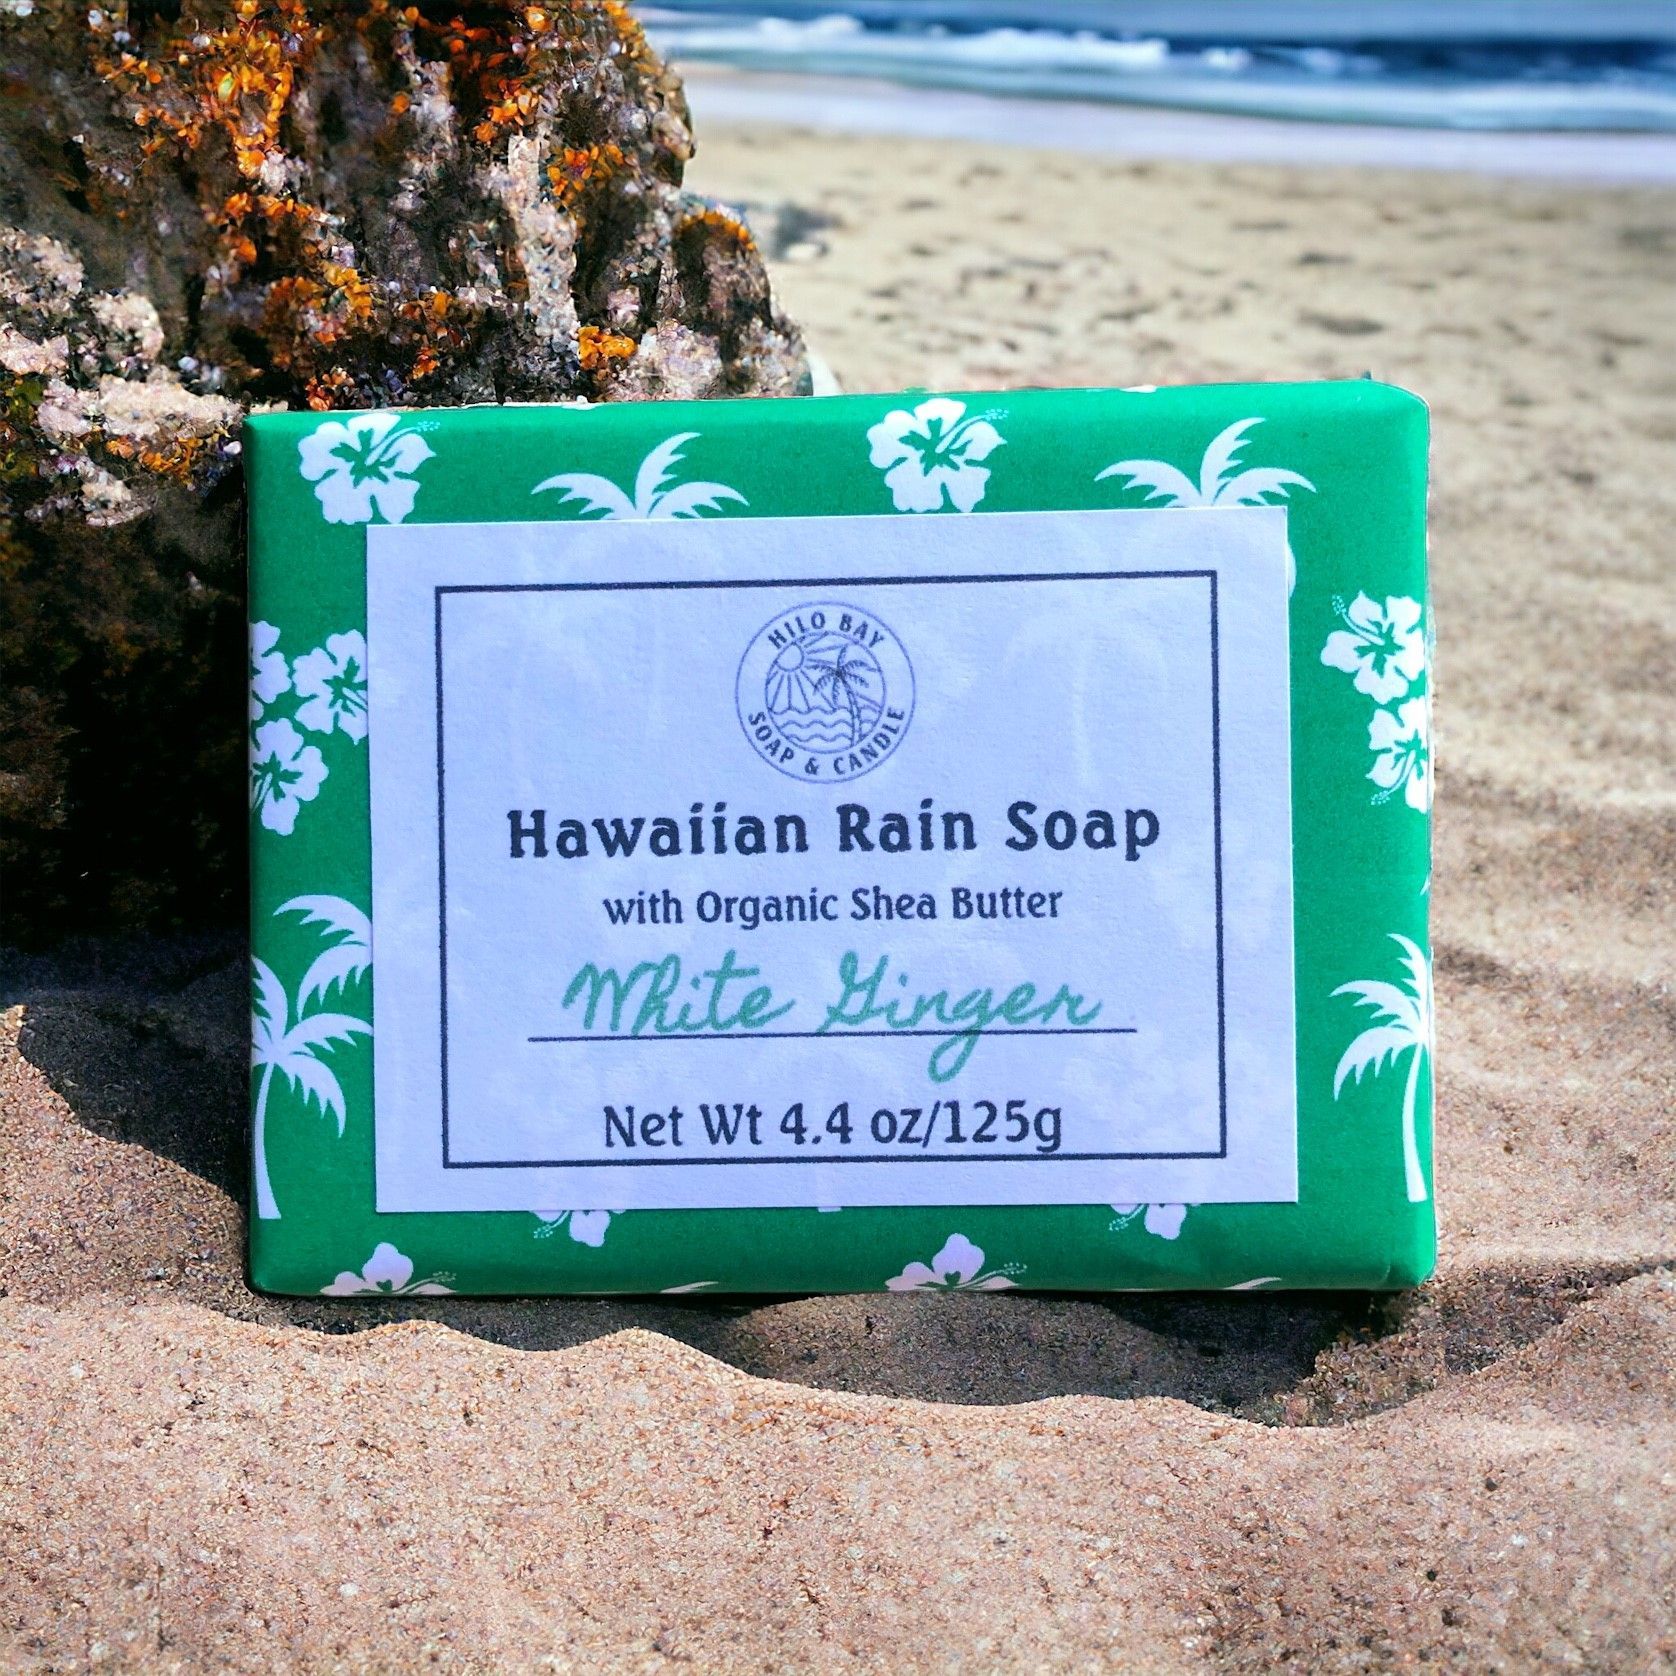 HILO BAY
SOAP & CANDLE
Hawaiian Rain Soap
with Organic Shea Butter
White Ginger
Net Wt 4.4 oz/125g